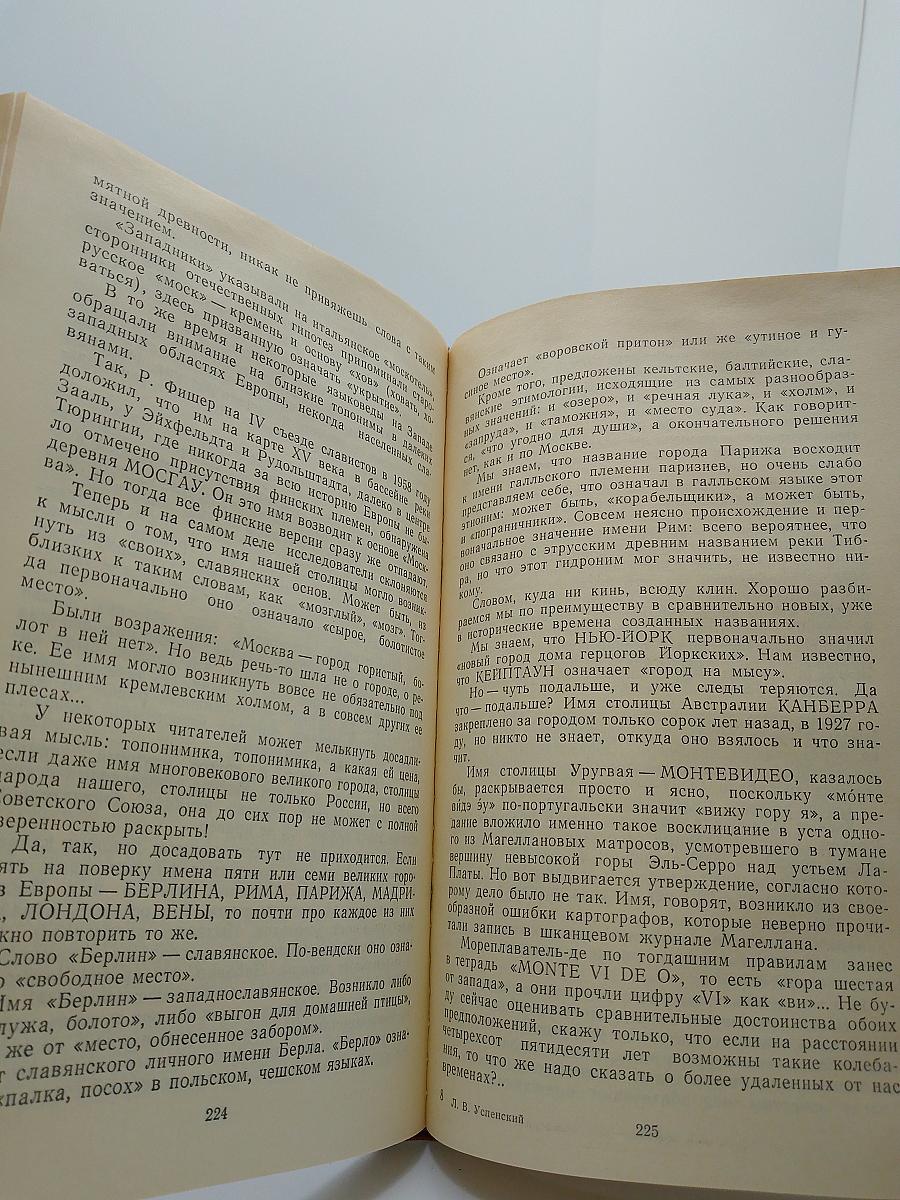 мятной древности, никак не привяжешь слова с таким
значением.
«Западники» указывали на итальянское «москотель»,
сторонники отечественных гипотез припоминали старо-
русское «моск» — кремень и основу «хов» (ховать, хо-
ваться), здесь призванную означать «укрытие».
В то же время и некоторые языковеды на Западе
обращали внимание на близкие топонимы в далеких
западных областях Европы, некогда населенных сла-
вянами.
Так, Р. Фишер на IV съезде славистов в 1958 году
доложил, что им на карте XV века в бассейне реки
Зааль, у Эйхфельдта и Рудольштадта, далеко в центре
Тюрингии, где никогда за всю историю Европы не бы-
ло отмечено присутствия финских племен, обнаружена
деревня МОСГАУ. Он это имя возводит к основе «Моск-
ва». Но тогда все финские версии сразу же отпадают.
Теперь и на самом деле исследователи склоняются
к мысли о том, что имя нашей столицы могло возник-
нуть из «своих», славянских основ. Может быть, из
близких к таким словам, как «мозглый», «мозг». Тог-
да первоначально оно означало «сырое, болотистое
место».
Были возражения: «Москва — город гористый, бо-
лот в ней нет». Но ведь речь-то шла не о городе, о ре-
ке. Ее имя могло возникнуть вовсе не обязательно под
нынешним кремлевским холмом, а в совсем других ее
плесах...
У некоторых читателей может мелькнуть досадли-
вая мысль: топонимика, топонимика, а какая ей цена,
если даже имя многовекового великого города, столицы
народа нашего, столицы не только России, но всего
Советского Союза, она до сих пор не может с полной
веренностью раскрыть!
Да, так, но досадовать тут не приходится. Если
ять на поверку имена пяти или семи великих горо-
в Европы — БЕРЛИНА, РИМА, ПАРИЖА, МАДРИ-
А, ЛОНДОНА, ВЕНЫ, то почти про каждое из них
жно повторить то же.
Слово «Берлин» — славянское. По-вендски оно озна-
о «свободное место».
Имя «Берлин» — западнославянское. Возникло либо
лужа, болото», либо «выгон для домашней птицы»,
же от «место, обнесенное забором».
т славянского личного имени Берла. «Берло» озна-
«палка, посох» в польском, чешском языках.
224
Означает «воровской притон» или же «утиное и гу-
синое место».
Кроме того, предложены кельтские, балтийские, сла-
вянские этимологии, исходящие из самых разнообраз-
ных значений: и «озеро», и «речная лука», и «холм», и
«запруда», и «таможня», и «место суда». Как говорит-
ся, «что угодно для души», а окончательного решения
нет, как и по Москве.
Мы знаем, что название города Парижа восходит
к имени галльского племени паризиев, но очень слабо
представляем себе, что означал в галльском языке этот
этноним: может быть, «корабельщики», а может быть,
и «пограничники». Совсем неясно происхождение и пер-
воначальное значение имени Рим: всего вероятнее, что
оно связано с этрусским древним названием реки Тиб-
ра, но что этот гидроним мог значить, не известно ни-
кому.
Словом, куда ни кинь, всюду клин. Хорошо разби-
раемся мы по преимуществу в сравнительно новых, уже
в исторические времена созданных названиях.
Мы знаем, что НЬЮ-ЙОРК первоначально значил
«новый город дома герцогов Йоркских». Нам известно,
что КЕЙПТАУН означает «город на мысу».
Но — чуть подальше, и уже следы теряются. Да
что — подальше? Имя столицы Австралии КАНБЕРРА
закреплено за городом только сорок лет назад, в 1927 го-
ду, но никто не знает, откуда оно взялось и что зна-
чит.
Имя столицы Уругвая — МОНТЕВИДЕО, казалось
бы, раскрывается просто и ясно, поскольку «мóнте
вúдэ э́у» по-португальски значит «вижу гору я», а пре-
дание вложило именно такое восклицание в уста одно-
го из Магеллановых матросов, усмотревшего в тумане
вершину невысокой горы Эль-Серро над устьем Ла-
Платы. Но вот выдвигается утверждение, согласно кото-
рому дело было не так. Имя, говорят, возникло из свое-
образной ошибки картографов, которые неверно прочи-
тали запись в шканцевом журнале Магеллана.
Мореплаватель-де по тогдашним правилам занес
в тетрадь «MONTE VI DE O», то есть «гора шестая
от запада», а они прочли цифру «VI» как «ви»... Не бу-
ду сейчас оценивать сравнительные достоинства обоих
предположений, скажу только, что если на расстоянии
четырехсот пятидесяти лет возможны такие колеба-
ния, то что же надо сказать о более удаленных от нас
временах?..
8 Л. В. Успенский
225